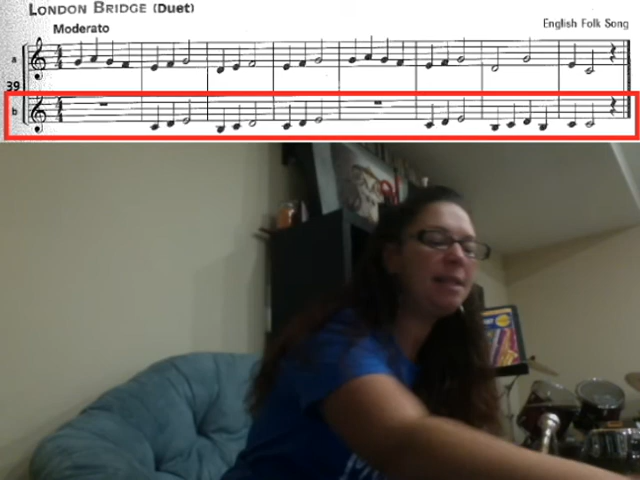 LONDON BRIDGE (DUET)
Moderato
English Folk Song
a
39
b